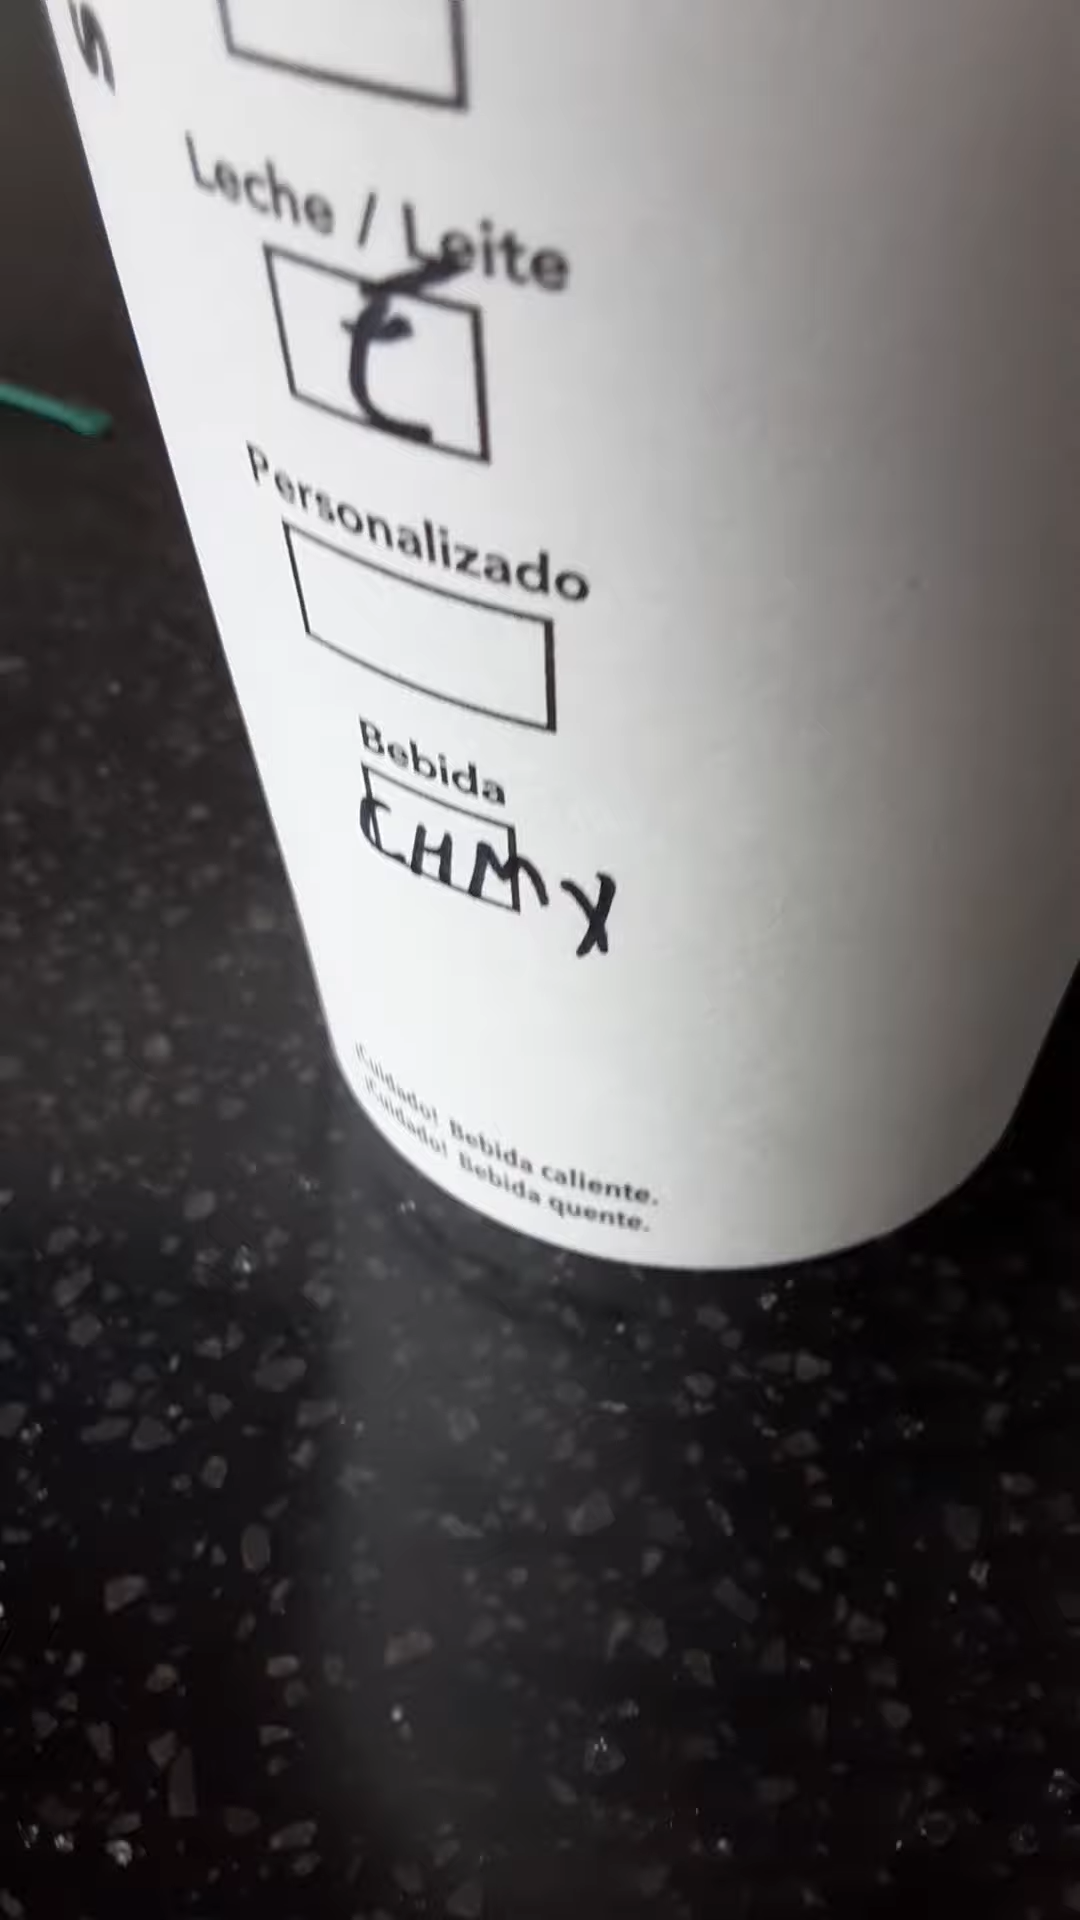 S
Leche / Leite
Personalizado
Bebida
CHMX
¡Cuidado! Bebida caliente.
¡Cuidado! Bebida quente.